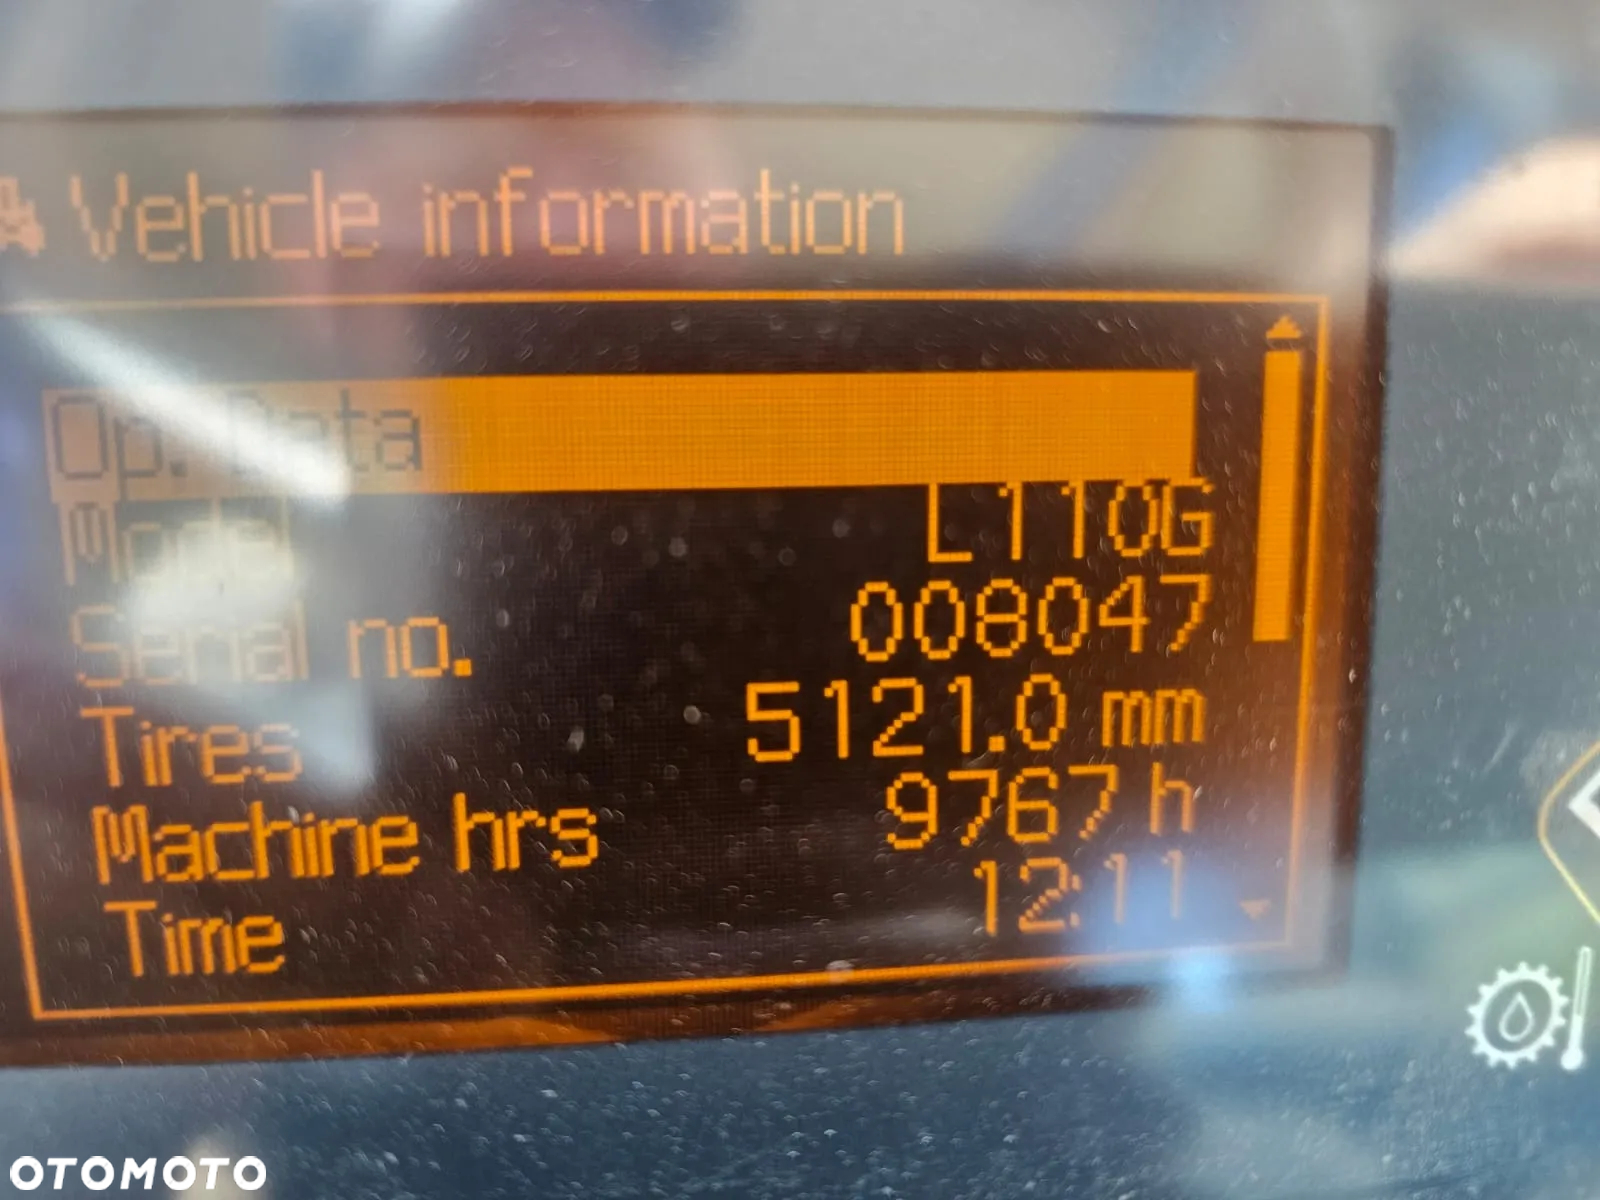 Vehicle information
Op. Data
Model L110G
Serial no. 008047
Tires 5121.0 mm
Machine hrs 9767 h
Time 12:11
OTOMOTO